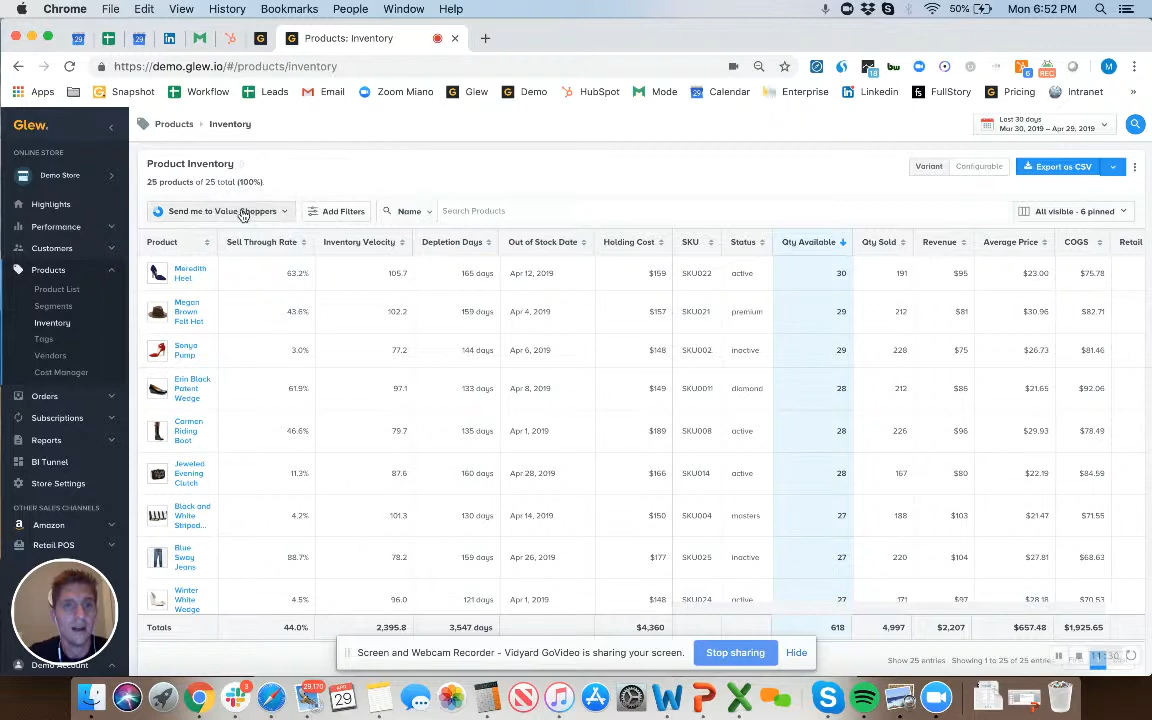 Chrome File Edit View History Bookmarks People Window Help 50% Mon 6:52 PM
29 29 Products: Inventory
https://demo.glew.io/#/products/inventory 18 bw 6 REC M
Apps Snapshot Workflow Leads Email Zoom Miano Glew Demo HubSpot Mode 29 Calendar Enterprise Linkedin FullStory Pricing Intranet »
Glew.
ONLINE STORE
Demo Store
Highlights
Performance
Customers
Products
Product List
Segments
Inventory
Tags
Vendors
Cost Manager
Orders
Subscriptions
Reports
BI Tunnel
Store Settings
OTHER SALES CHANNELS
Amazon
Retail POS
Demo Account
Products Inventory
Last 30 days
Mar 30, 2019 – Apr 29, 2019
Product Inventory
Variant Configurable Export as CSV
25 products of 25 total (100%).
Send me to Value Shoppers Add Filters Name Search Products All visible - 6 pinned
Product Sell Through Rate Inventory Velocity Depletion Days Out of Stock Date Holding Cost SKU Status Qty Available Qty Sold Revenue Average Price COGS Retail
Meredith Heel 63.2% 105.7 165 days Apr 12, 2019 $159 SKU022 active 30 191 $95 $23.00 $75.78
Megan Brown Felt Hat 43.6% 102.2 159 days Apr 4, 2019 $157 SKU021 premium 29 212 $81 $30.96 $82.71
Sonya Pump 3.0% 77.2 144 days Apr 6, 2019 $148 SKU002 inactive 29 228 $75 $26.73 $81.46
Erin Black Patent Wedge 61.9% 97.1 133 days Apr 8, 2019 $149 SKU0011 diamond 28 212 $86 $21.65 $92.06
Carmen Riding Boot 46.6% 79.7 135 days Apr 1, 2019 $189 SKU008 active 28 226 $96 $29.93 $78.49
Jeweled Evening Clutch 11.3% 87.6 160 days Apr 28, 2019 $166 SKU014 active 28 167 $80 $22.19 $84.59
Black and White Striped... 4.2% 101.3 130 days Apr 14, 2019 $150 SKU004 masters 27 188 $103 $21.47 $71.55
Blue Sway Jeans 88.7% 78.2 159 days Apr 26, 2019 $177 SKU025 inactive 27 220 $104 $27.81 $68.63
Winter White Wedge 4.5% 96.0 121 days Apr 1, 2019 $148 SKU024 active 27 171 $97 $28.18 $70.53
Totals 44.0% 2,395.8 3,547 days $4,360 618 4,997 $2,207 $657.48 $1,925.65
Screen and Webcam Recorder - Vidyard GoVideo is sharing your screen. Stop sharing Hide
Show 25 entries Showing 1 to 25 of 25 entries
11:30
3 29,170 APR 29